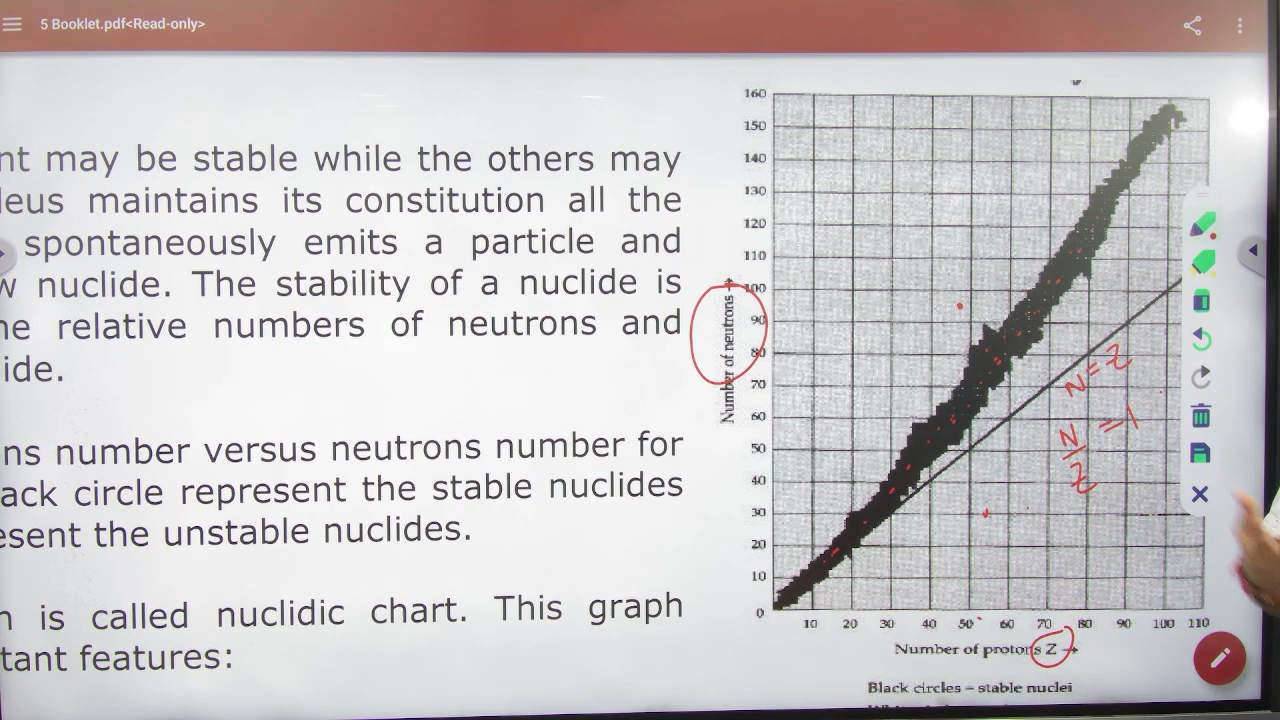 5 Booklet.pdf<Read-only>
nt may be stable while the others may
leus maintains its constitution all the
spontaneously emits a particle and
w nuclide. The stability of a nuclide is
he relative numbers of neutrons and
ide.
ons number versus neutrons number for
ack circle represent the stable nuclides
esent the unstable nuclides.
h is called nuclidic chart. This graph
tant features:
160
150
140
130
120
110
100
90
80
70
60
50
40
30
20
10
0
Number of neutrons →
N = Z
N/Z = 1
10 20 30 40 50 60 70 80 90 100 110
Number of protons Z →
Black circles – stable nuclei